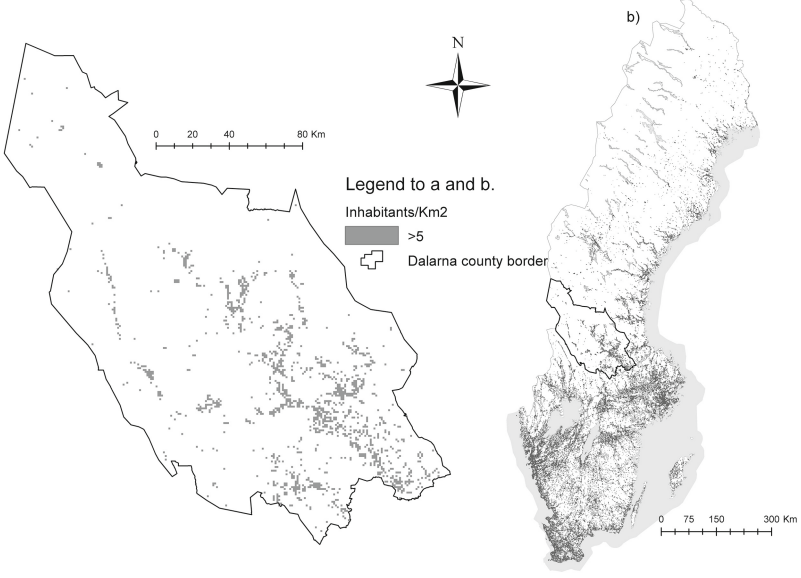 b)
N
0 20 40 80 Km
Legend to a and b.
Inhabitants/Km2
>5
Dalarna county border
0 75 150 300 Km